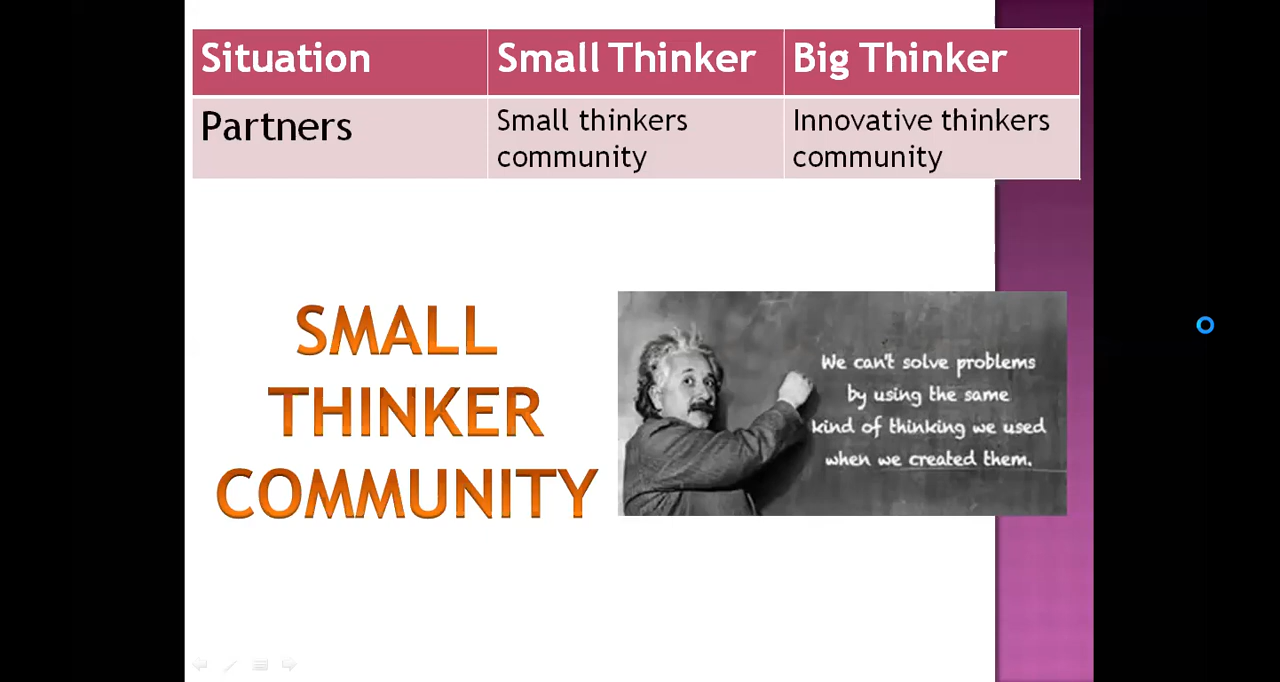 Situation
Small Thinker
Big Thinker
Partners
Small thinkers
community
Innovative thinkers
community
SMALL
THINKER
COMMUNITY
We can't solve problems
by using the same
kind of thinking we used
when we created them.